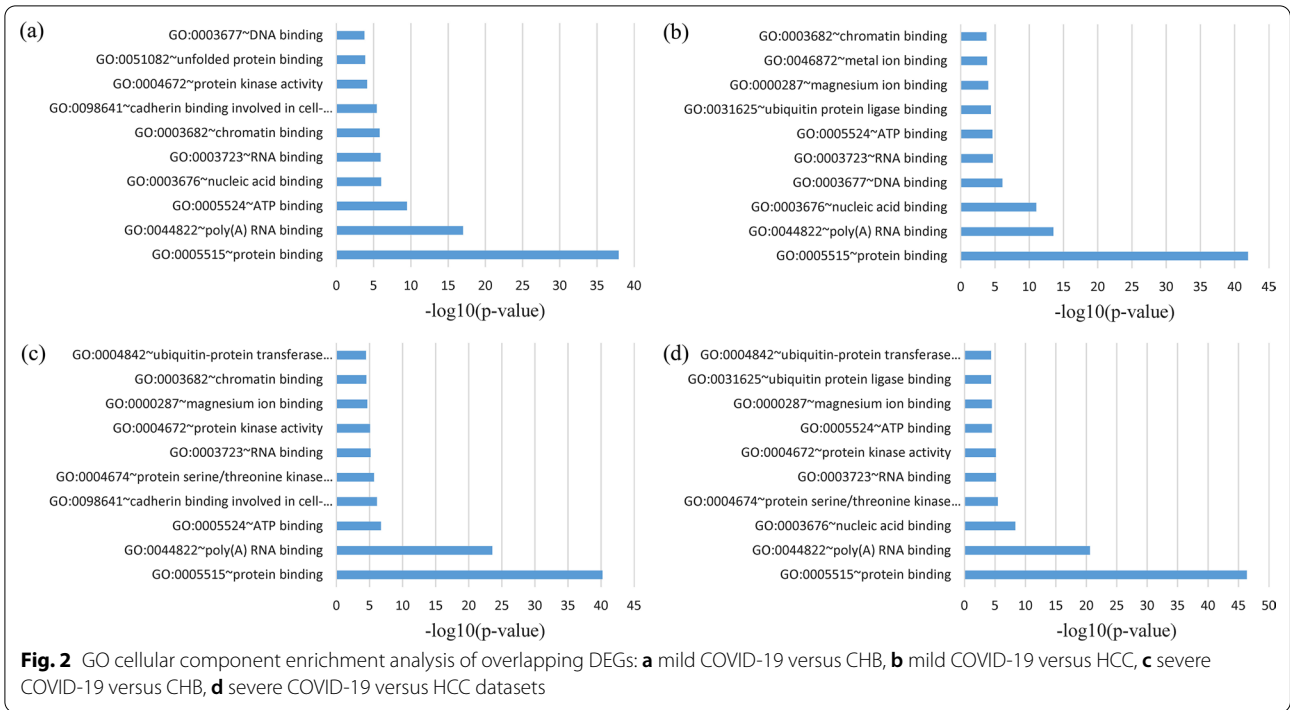 (a)
GO:0003677~DNA binding
GO:0051082~unfolded protein binding
GO:0004672~protein kinase activity
GO:0098641~cadherin binding involved in cell-...
GO:0003682~chromatin binding
GO:0003723~RNA binding
GO:0003676~nucleic acid binding
GO:0005524~ATP binding
GO:0044822~poly(A) RNA binding
GO:0005515~protein binding
0 5 10 15 20 25 30 35 40
-log10(p-value)
(b)
GO:0003682~chromatin binding
GO:0046872~metal ion binding
GO:0000287~magnesium ion binding
GO:0031625~ubiquitin protein ligase binding
GO:0005524~ATP binding
GO:0003723~RNA binding
GO:0003677~DNA binding
GO:0003676~nucleic acid binding
GO:0044822~poly(A) RNA binding
GO:0005515~protein binding
0 5 10 15 20 25 30 35 40 45
-log10(p-value)
(c)
GO:0004842~ubiquitin-protein transferase...
GO:0003682~chromatin binding
GO:0000287~magnesium ion binding
GO:0004672~protein kinase activity
GO:0003723~RNA binding
GO:0004674~protein serine/threonine kinase...
GO:0098641~cadherin binding involved in cell-...
GO:0005524~ATP binding
GO:0044822~poly(A) RNA binding
GO:0005515~protein binding
0 5 10 15 20 25 30 35 40 45
-log10(p-value)
(d)
GO:0004842~ubiquitin-protein transferase...
GO:0031625~ubiquitin protein ligase binding
GO:0000287~magnesium ion binding
GO:0005524~ATP binding
GO:0004672~protein kinase activity
GO:0003723~RNA binding
GO:0004674~protein serine/threonine kinase...
GO:0003676~nucleic acid binding
GO:0044822~poly(A) RNA binding
GO:0005515~protein binding
0 5 10 15 20 25 30 35 40 45 50
-log10(p-value)
Fig. 2 GO cellular component enrichment analysis of overlapping DEGs: a mild COVID-19 versus CHB, b mild COVID-19 versus HCC, c severe
COVID-19 versus CHB, d severe COVID-19 versus HCC datasets